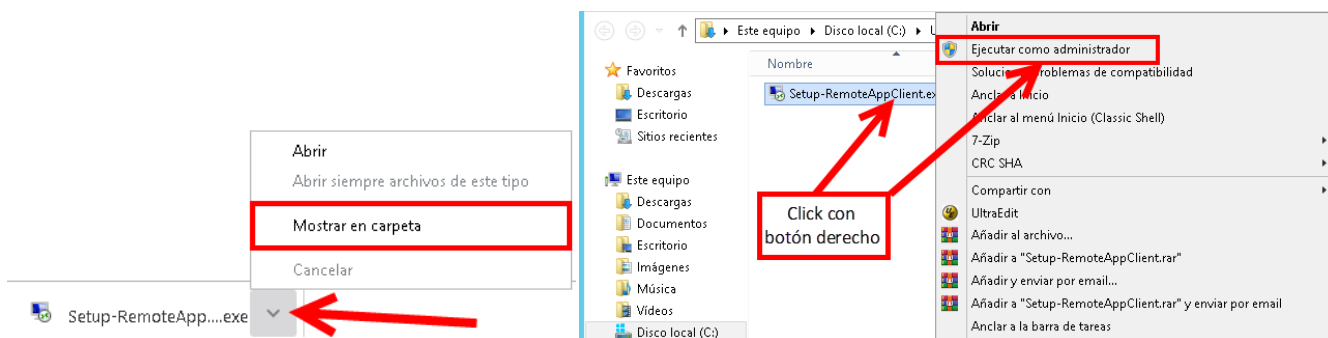 Abrir
Abrir siempre archivos de este tipo
Mostrar en carpeta
Cancelar
Setup-RemoteApp....exe
Este equipo
Disco local (C:)
Nombre
Favoritos
Descargas
Escritorio
Sitios recientes
Este equipo
Descargas
Documentos
Escritorio
Imágenes
Música
Vídeos
Disco local (C:)
Setup-RemoteAppClient.ex
Click con
botón derecho
Abrir
Ejecutar como administrador
problemas de compatibilidad
Inicio
Anclar al menú Inicio (Classic Shell)
7-Zip
CRC SHA
Compartir con
UltraEdit
Añadir al archivo...
Añadir a "Setup-RemoteAppClient.rar"
Añadir y enviar por email...
Añadir a "Setup-RemoteAppClient.rar" y enviar por email
Anclar a la barra de tareas